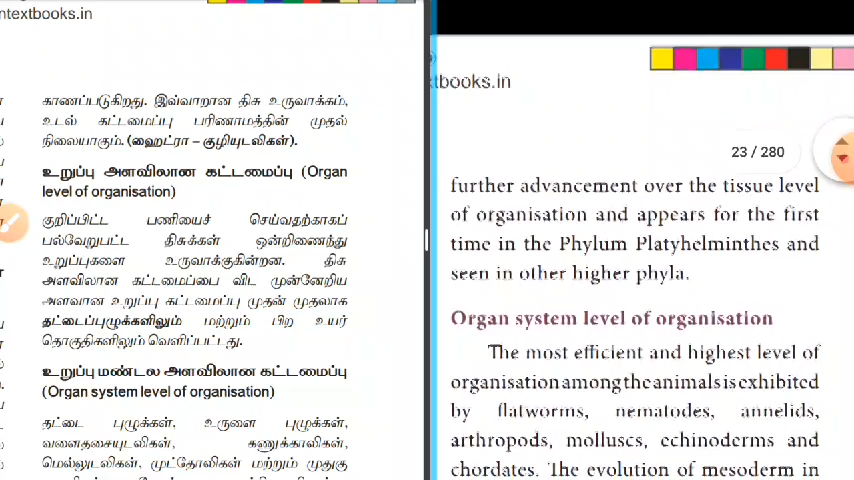 ntextbooks.in
காணப்படுகிறது. இவ்வாறான திசு உருவாக்கம்,
உடல் கட்டமைப்பு பரிணாமத்தின் முதல்
நிலையாகும். (ஹைட்ரா – குழியுடலிகள்).
உறுப்பு அளவிலான கட்டமைப்பு (Organ
level of organisation)
குறிப்பிட்ட பணியைச் செய்வதற்காகப்
பல்வேறுபட்ட திசுக்கள் ஒன்றிணைந்து
உறுப்புகளை உருவாக்குகின்றன. திசு
அளவிலான கட்டமைப்பை விட முன்னேறிய
அளவான உறுப்பு கட்டமைப்பு முதன் முதலாக
தட்டைப்புழுக்களிலும் மற்றும் பிற உயர்
தொகுதிகளிலும் வெளிப்பட்டது.
உறுப்பு மண்டல அளவிலான கட்டமைப்பு
(Organ system level of organisation)
தட்டை புழுக்கள், உருளை புழுக்கள்,
வளைதசையுடலிகள், கணுக்காலிகள்,
மெல்லுடலிகள், முட்தோலிகள் மற்றும் முதுகு
tbooks.in
23 / 280
further advancement over the tissue level
of organisation and appears for the first
time in the Phylum Platyhelminthes and
seen in other higher phyla.
Organ system level of organisation
The most efficient and highest level of
organisation among the animals is exhibited
by flatworms, nematodes, annelids,
arthropods, molluscs, echinoderms and
chordates. The evolution of mesoderm in